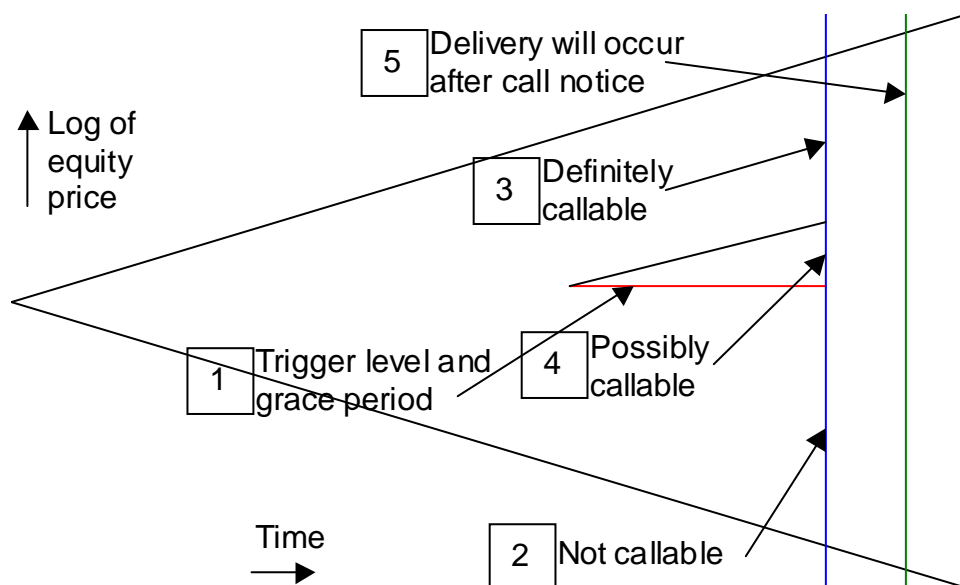 5
Delivery will occur
after call notice
Log of
equity
price
3
Definitely
callable
1
Trigger level and
grace period
4
Possibly
callable
Time
2
Not callable